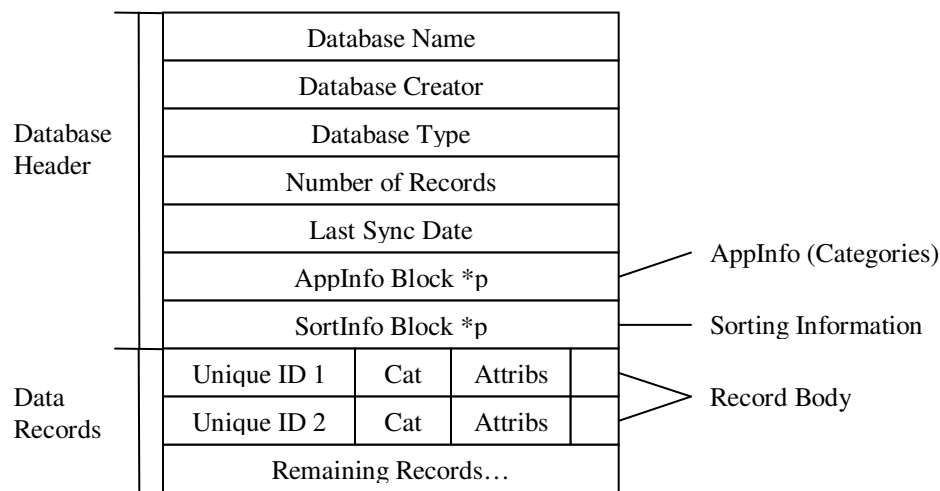 Database Name
Database Creator
Database Type
Number of Records
Last Sync Date
AppInfo Block *p
SortInfo Block *p
Database
Header
AppInfo (Categories)
Sorting Information
Unique ID 1 Cat Attribs
Unique ID 2 Cat Attribs
Remaining Records…
Data
Records
Record Body